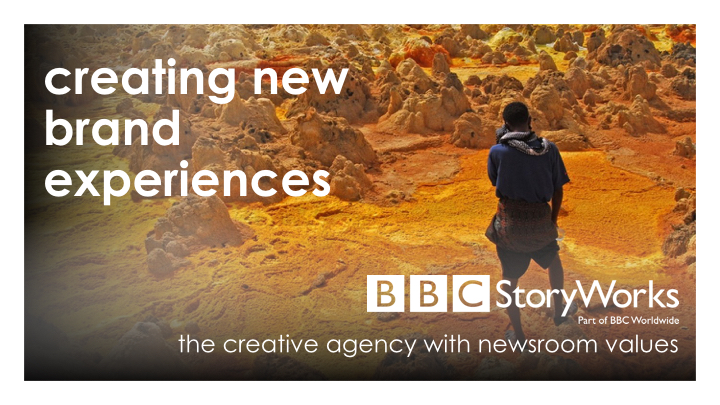 creating new
brand
experiences
BBC StoryWorks
Part of BBC Worldwide
the creative agency with newsroom values